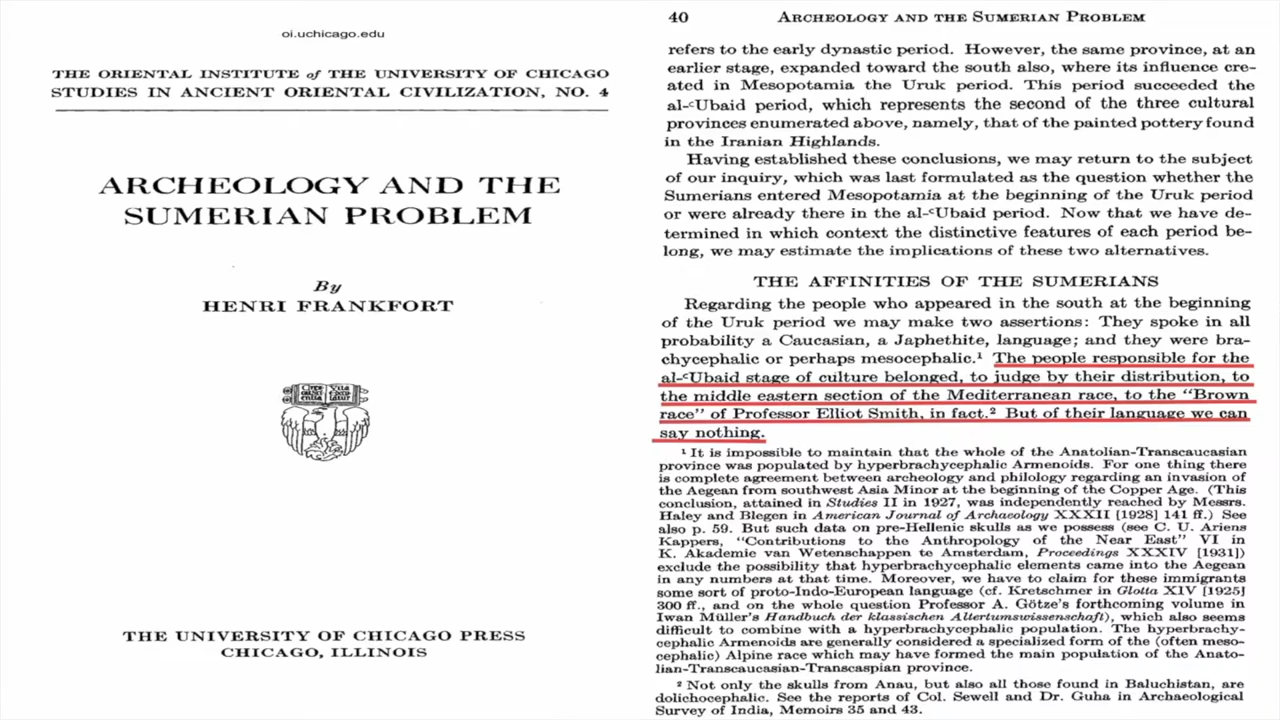 oi.uchicago.edu
THE ORIENTAL INSTITUTE of THE UNIVERSITY OF CHICAGO
STUDIES IN ANCIENT ORIENTAL CIVILIZATION, NO. 4
ARCHEOLOGY AND THE
SUMERIAN PROBLEM
By
HENRI FRANKFORT
THE UNIVERSITY OF CHICAGO PRESS
CHICAGO, ILLINOIS
40 ARCHEOLOGY AND THE SUMERIAN PROBLEM
refers to the early dynastic period. However, the same province, at an
earlier stage, expanded toward the south also, where its influence cre-
ated in Mesopotamia the Uruk period. This period succeeded the
al-ᶜUbaid period, which represents the second of the three cultural
provinces enumerated above, namely, that of the painted pottery found
in the Iranian Highlands.
Having established these conclusions, we may return to the subject
of our inquiry, which was last formulated as the question whether the
Sumerians entered Mesopotamia at the beginning of the Uruk period
or were already there in the al-ᶜUbaid period. Now that we have de-
termined in which context the distinctive features of each period be-
long, we may estimate the implications of these two alternatives.
THE AFFINITIES OF THE SUMERIANS
Regarding the people who appeared in the south at the beginning
of the Uruk period we may make two assertions: They spoke in all
probability a Caucasian, a Japhethite, language; and they were bra-
chycephalic or perhaps mesocephalic.¹ The people responsible for the
al-ᶜUbaid stage of culture belonged, to judge by their distribution, to
the middle eastern section of the Mediterranean race, to the “Brown
race” of Professor Elliot Smith, in fact.² But of their language we can
say nothing.
¹ It is impossible to maintain that the whole of the Anatolian-Transcaucasian
province was populated by hyperbrachycephalic Armenoids. For one thing there
is complete agreement between archeology and philology regarding an invasion of
the Aegean from southwest Asia Minor at the beginning of the Copper Age. (This
conclusion, attained in Studies II in 1927, was independently reached by Messrs.
Haley and Blegen in American Journal of Archaeology XXXII [1928] 141 ff.) See
also p. 59. But such data on pre-Hellenic skulls as we possess (see C. U. Ariens
Kappers, “Contributions to the Anthropology of the Near East” VI in
K. Akademie van Wetenschappen te Amsterdam, Proceedings XXXIV [1931])
exclude the possibility that hyperbrachycephalic elements came into the Aegean
in any numbers at that time. Moreover, we have to claim for these immigrants
some sort of proto-Indo-European language (cf. Kretschmer in Glotta XIV [1925]
300 ff., and on the whole question Professor A. Götze’s forthcoming volume in
Iwan Müller’s Handbuch der klassischen Altertumswissenschaft), which also seems
difficult to combine with a hyperbrachycephalic population. The hyperbrachy-
cephalic Armenoids are generally considered a specialized form of the (often meso-
cephalic) Alpine race which may have formed the main population of the Anato-
lian-Transcaucasian-Transcaspian province.
² Not only the skulls from Anau, but also all those found in Baluchistan, are
dolichocephalic. See the reports of Col. Sewell and Dr. Guha in Archaeological
Survey of India, Memoirs 35 and 43.